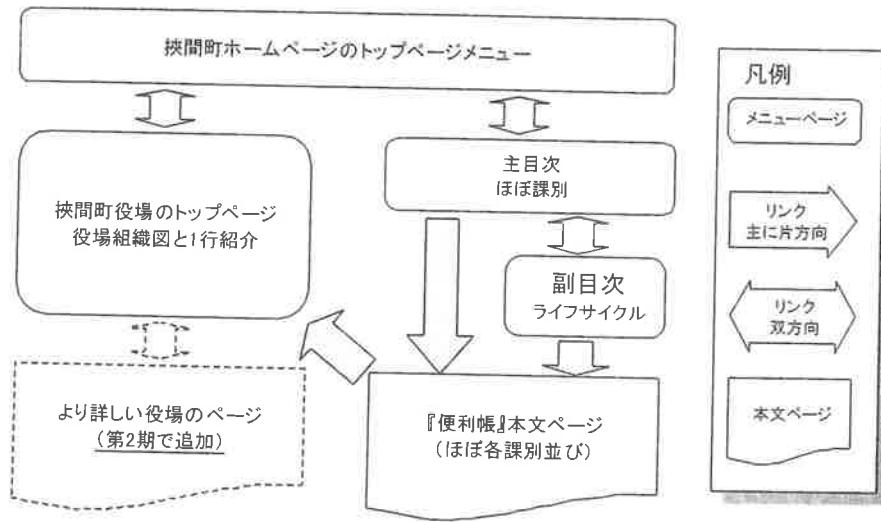 挾間町ホームページのトップページメニュー
挾間町役場のトップページ
役場組織図と1行紹介
主目次
ほぼ課別
副目次
ライフサイクル
より詳しい役場のページ
(第2期で追加)
『便利帳』本文ページ
(ほぼ各課別並び)
凡例
メニューページ
リンク
主に片方向
リンク
双方向
本文ページ